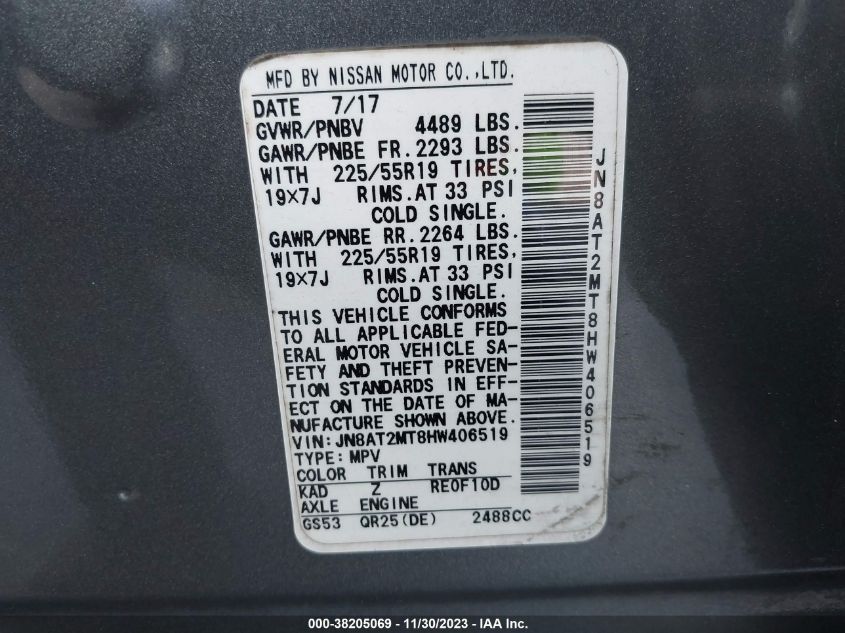 MFD BY NISSAN MOTOR CO.,LTD.
DATE 7/17
GVWR/PNBV 4489 LBS.
GAWR/PNBE FR.2293 LBS.
WITH 225/55R19 TIRES,
19×7J RIMS.AT 33 PSI
COLD SINGLE.
GAWR/PNBE RR.2264 LBS.
WITH 225/55R19 TIRES,
19×7J RIMS.AT 33 PSI
COLD SINGLE.
THIS VEHICLE CONFORMS
TO ALL APPLICABLE FED-
ERAL MOTOR VEHICLE SA-
FETY AND THEFT PREVEN-
TION STANDARDS IN EFF-
ECT ON THE DATE OF MA-
NUFACTURE SHOWN ABOVE.
VIN:JN8AT2MT8HW406519
TYPE:MPV
COLOR TRIM TRANS
KAD Z RE0F10D
AXLE ENGINE
GS53 QR25(DE) 2488CC
JN8AT2MT8HW406519
000-38205069 - 11/30/2023 - IAA Inc.